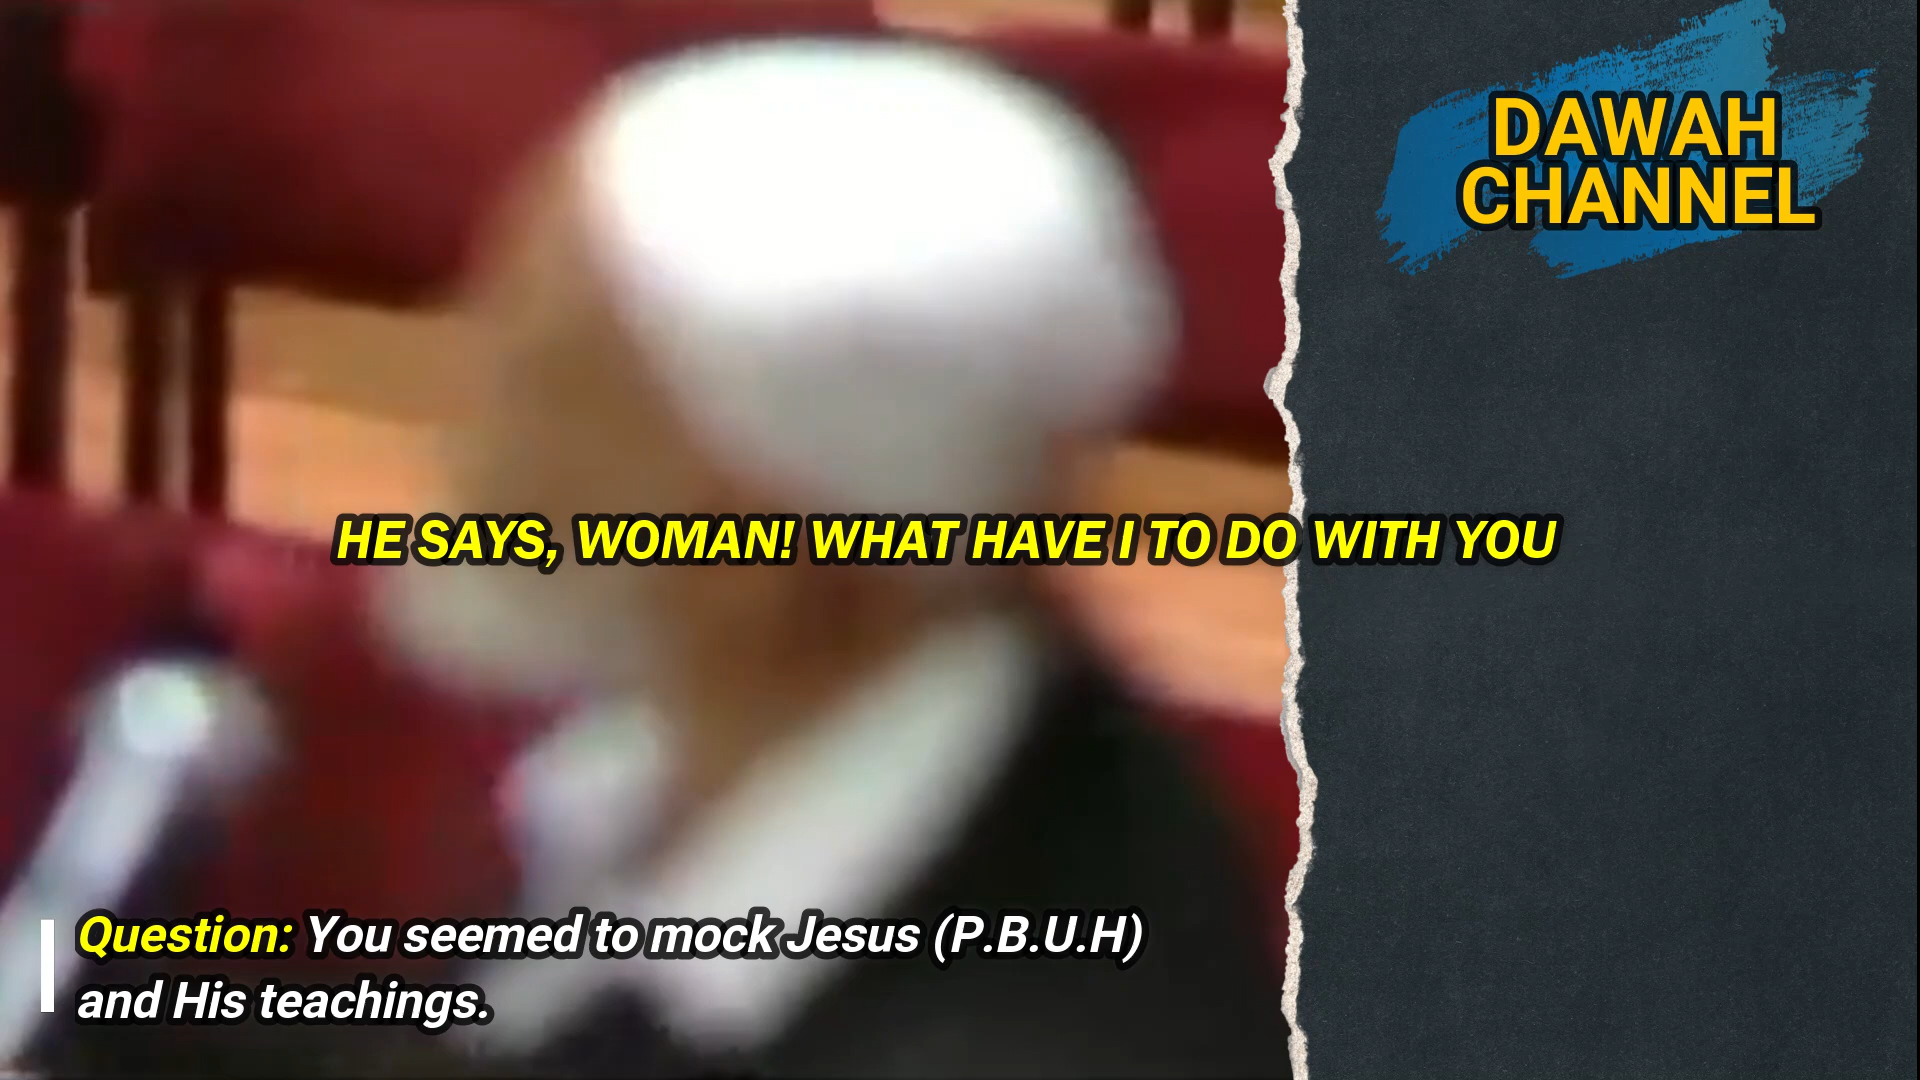 DAWAH
CHANNEL
HE SAYS, WOMAN! WHAT HAVE I TO DO WITH YOU
Question: You seemed to mock Jesus (P.B.U.H)
and His teachings.